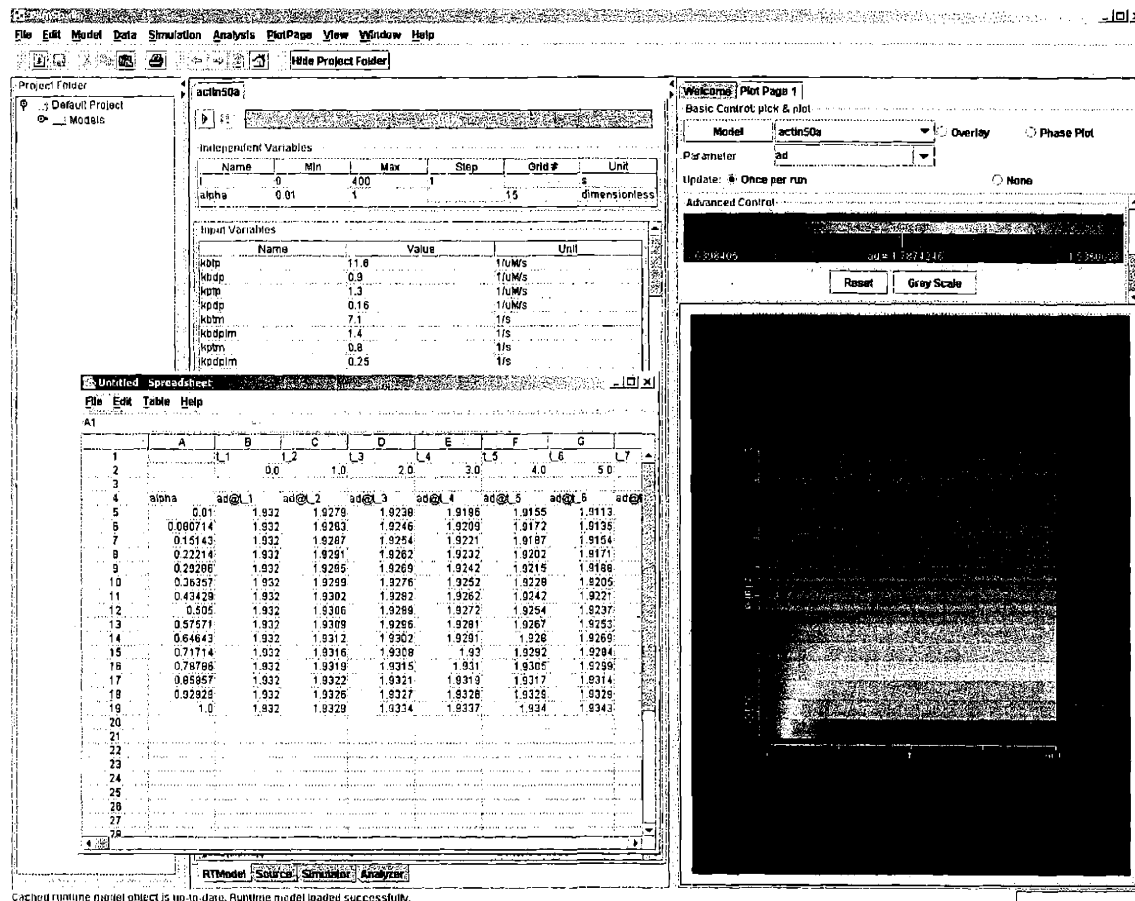 File Edit Model Data Simulation Analysis PlotPage View Window Help
Hide Project Folder
Project Folder
Default Project
Models
actin50a
Independent Variables
Name Min Max Step Grid # Unit
t 0 400 1 s
alpha 0.01 1 15 dimensionless
Input Variables
Name Value Unit
kbtp 11.6 1/uM/s
kbdp 0.9 1/uM/s
kptp 1.3 1/uM/s
kpdp 0.16 1/uM/s
kbtm 7.1 1/s
kbdpim 1.4 1/s
kptm 0.8 1/s
kpdpim 0.25 1/s
Welcome Plot Page 1
Basic Control: pick & plot
Model actin50a Overlay Phase Plot
Parameter ad
Update: Once per run None
Advanced Control
Reset Gray Scale
Untitled Spreadsheet
File Edit Table Help
A1
A B C D E F G
1 t_1 t_2 t_3 t_4 t_5 t_6 t_7
2 0.0 1.0 2.0 3.0 4.0 5.0
3
4 alpha ad@t_1 ad@t_2 ad@t_3 ad@t_4 ad@t_5 ad@t_6
5 0.01 1.932 1.9279 1.9238 1.9196 1.9155 1.9113
6 0.080714 1.932 1.9283 1.9246 1.9209 1.9172 1.9135
7 0.15143 1.932 1.9287 1.9254 1.9221 1.9187 1.9154
8 0.22214 1.932 1.9291 1.9262 1.9232 1.9202 1.9171
9 0.29286 1.932 1.9295 1.9269 1.9242 1.9215 1.9188
10 0.36357 1.932 1.9299 1.9276 1.9252 1.9228 1.9205
11 0.43429 1.932 1.9302 1.9282 1.9262 1.9242 1.9221
12 0.505 1.932 1.9306 1.9289 1.9272 1.9254 1.9237
13 0.57571 1.932 1.9309 1.9296 1.9281 1.9267 1.9253
14 0.64643 1.932 1.9312 1.9302 1.9291 1.928 1.9269
15 0.71714 1.932 1.9316 1.9308 1.93 1.9292 1.9284
16 0.78786 1.932 1.9319 1.9315 1.931 1.9305 1.9299
17 0.85857 1.932 1.9322 1.9321 1.9319 1.9317 1.9314
18 0.92929 1.932 1.9326 1.9327 1.9328 1.9329 1.9329
19 1.0 1.932 1.9329 1.9334 1.9337 1.934 1.9343
20
21
22
23
24
25
26
27
RTModel Source Simulator Analyzer
Cached runtime model object is up-to-date. Runtime model loaded successfully.